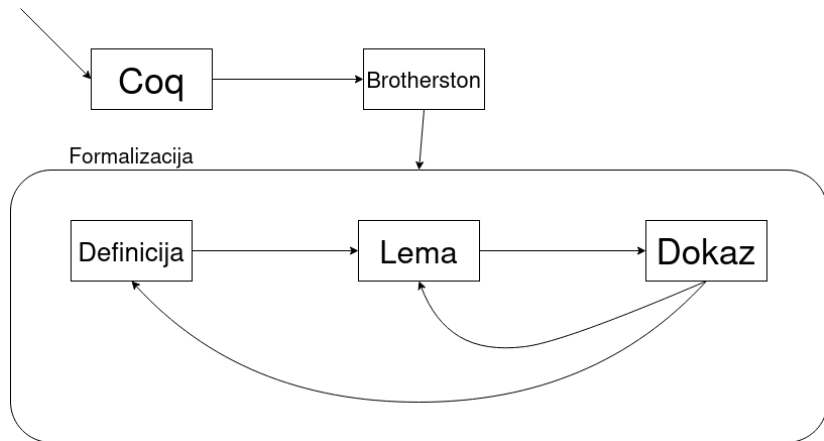 Coq
Brotherston
Formalizacija
Definicija
Lema
Dokaz